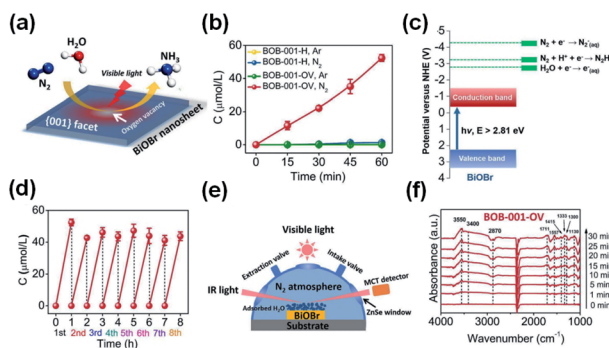 (a)
H₂O
N₂
NH₃
Visible light
{001} facet
Oxygen vacancy
BiOBr nanosheet
(b)
C (μmol/L)
60
40
20
0
BOB-001-H, Ar
BOB-001-H, N₂
BOB-001-OV, Ar
BOB-001-OV, N₂
0 15 30 45 60
Time (min)
(c)
Potential versus NHE (V)
-5
-4
-3
-2
-1
0
1
2
3
4
N₂ + e⁻ → N₂⁻(aq)
N₂ + H⁺ + e⁻ → N₂H
H₂O + e⁻ → e⁻(aq)
Conduction band
hv, E > 2.81 eV
Valence band
BiOBr
(d)
C (μmol/L)
60
40
20
0
0 1 2 3 4 5 6 7 8
1st 2nd 3rd 4th 5th 6th 7th 8th
Time (h)
(e)
Visible light
Extraction valve
Intake valve
IR light
N₂ atmosphere
MCT detector
Adsorbed H₂O
BiOBr
ZnSe window
Substrate
(f)
Absorbance (a.u.)
BOB-001-OV
3550
3400
2870
1711
1415
1333
1300
30 min
25 min
20 min
15 min
10 min
5 min
1 min
0 min
4000 3000 2000 1000
Wavenumber (cm⁻¹)